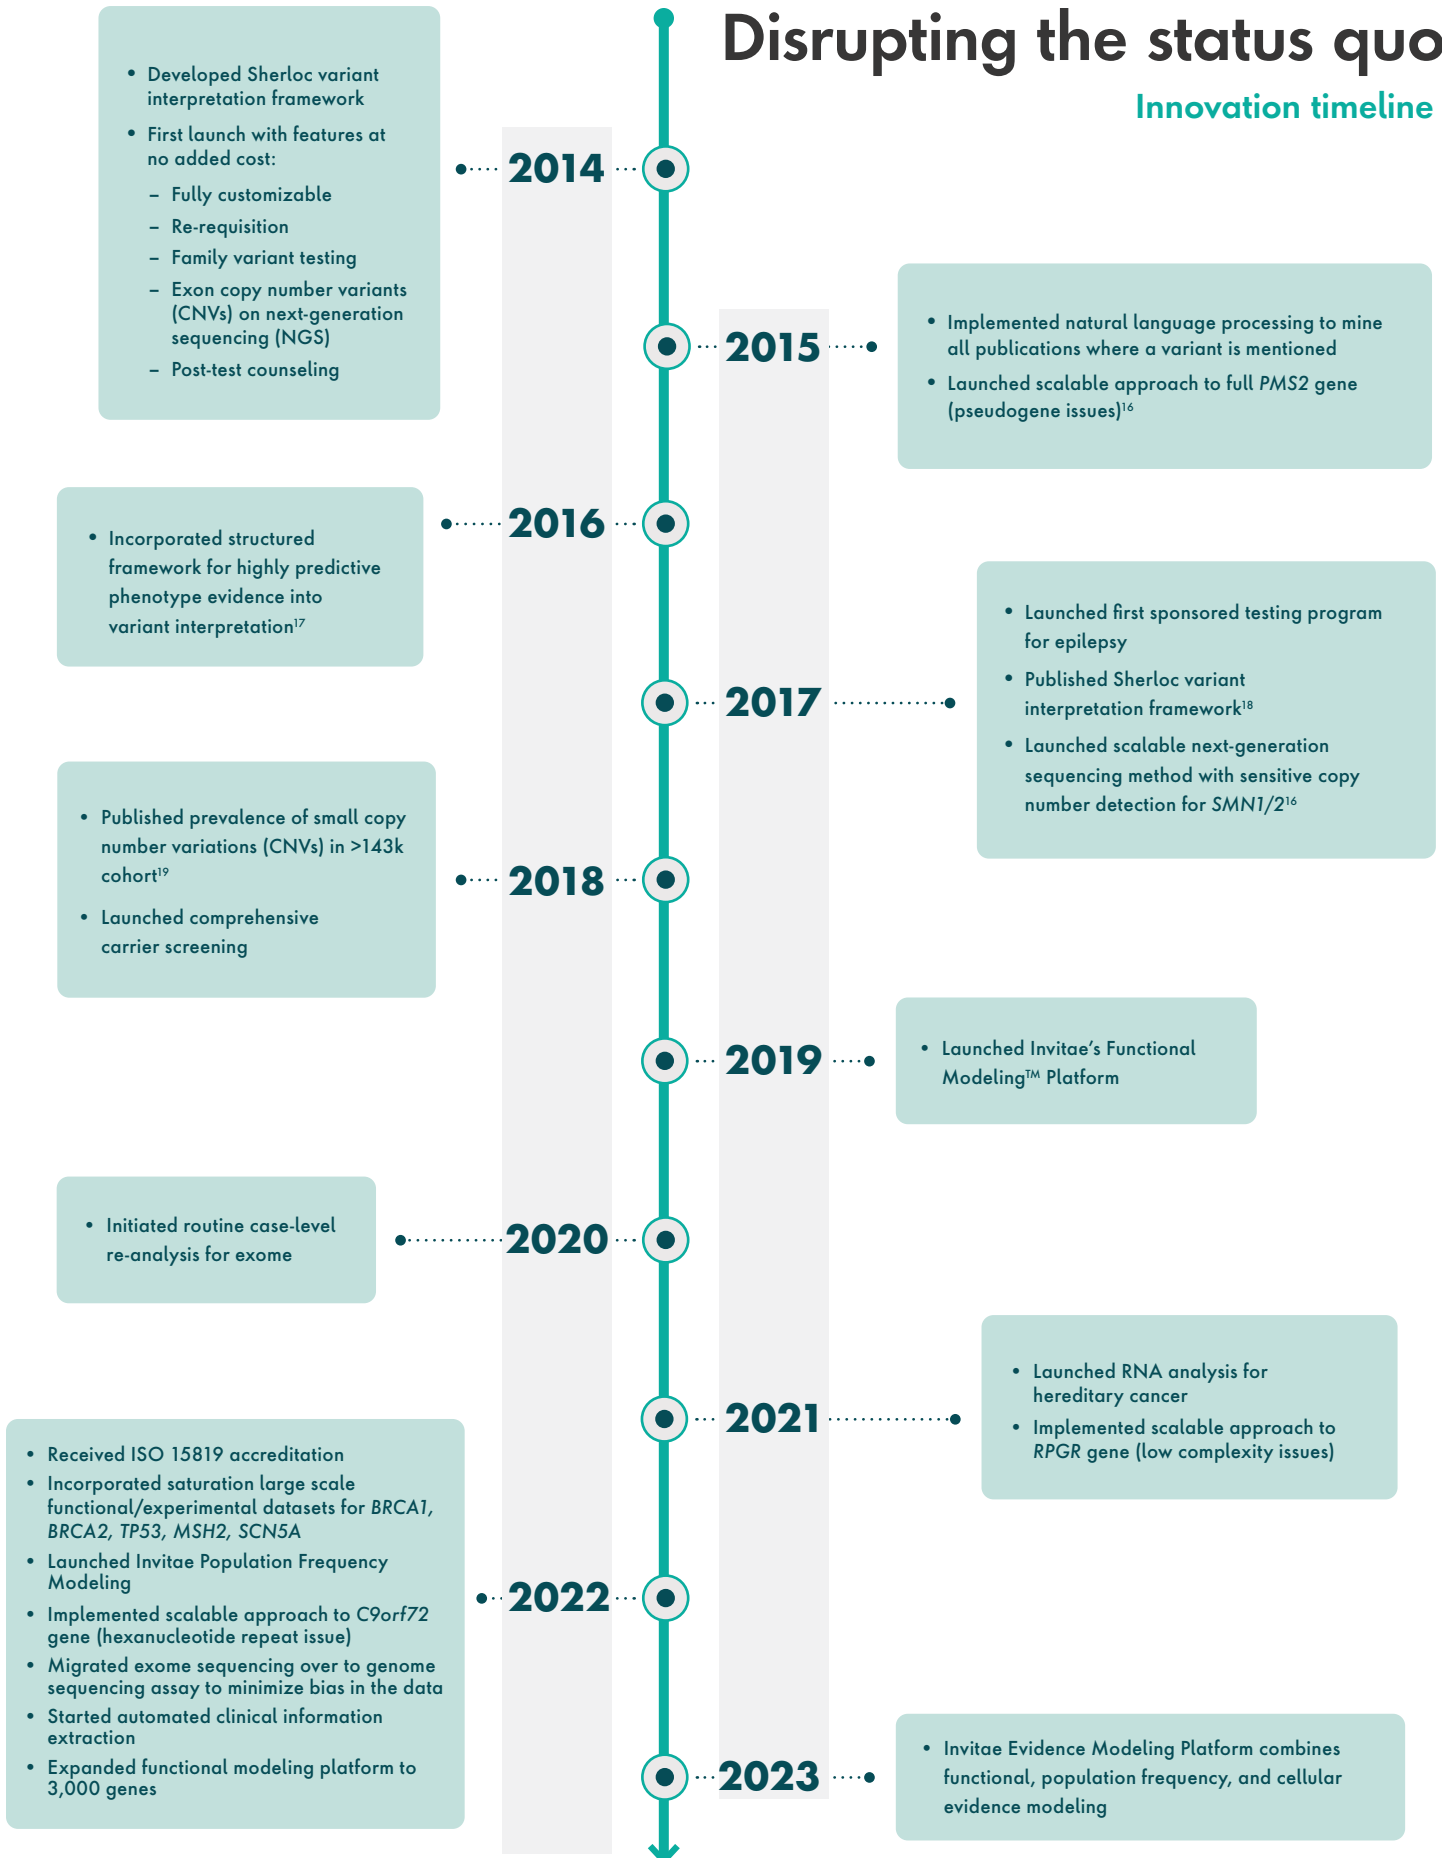 Disrupting the status quo
Innovation timeline
• Developed Sherloc variant
interpretation framework
• First launch with features at
no added cost:
– Fully customizable
– Re-requisition
– Family variant testing
– Exon copy number variants
(CNVs) on next-generation
sequencing (NGS)
– Post-test counseling
2014
2015
• Implemented natural language processing to mine
all publications where a variant is mentioned
• Launched scalable approach to full PMS2 gene
(pseudogene issues)16
• Incorporated structured
framework for highly predictive
phenotype evidence into
variant interpretation17
2016
2017
• Launched first sponsored testing program
for epilepsy
• Published Sherloc variant
interpretation framework18
• Launched scalable next-generation
sequencing method with sensitive copy
number detection for SMN1/216
• Published prevalence of small copy
number variations (CNVs) in >143k
cohort19
• Launched comprehensive
carrier screening
2018
2019
• Launched Invitae’s Functional
Modeling™ Platform
• Initiated routine case-level
re-analysis for exome
2020
2021
• Launched RNA analysis for
hereditary cancer
• Implemented scalable approach to
RPGR gene (low complexity issues)
• Received ISO 15819 accreditation
• Incorporated saturation large scale
functional/experimental datasets for BRCA1,
BRCA2, TP53, MSH2, SCN5A
• Launched Invitae Population Frequency
Modeling
• Implemented scalable approach to C9orf72
gene (hexanucleotide repeat issue)
• Migrated exome sequencing over to genome
sequencing assay to minimize bias in the data
• Started automated clinical information
extraction
• Expanded functional modeling platform to
3,000 genes
2022
2023
• Invitae Evidence Modeling Platform combines
functional, population frequency, and cellular
evidence modeling